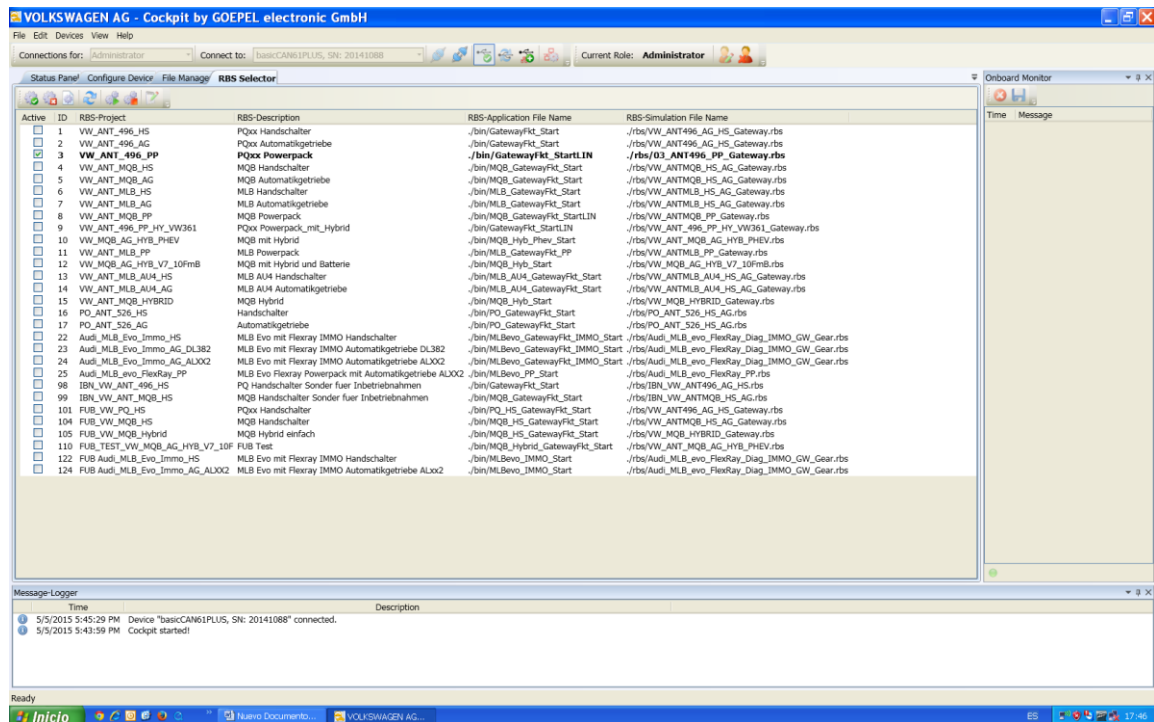 VOLKSWAGEN AG - Cockpit by GOEPEL electronic GmbH
File Edit Devices View Help
Connections for: Administrator Connect to: basicCAN61PLUS, SN: 20141088 Current Role: Administrator
Status Panel Configure Device File Manage RBS Selector Onboard Monitor
Active ID RBS-Project RBS-Description RBS-Application File Name RBS-Simulation File Name Time Message
1 VW_ANT_496_HS PQxx Handschalter ./bin/GatewayFkt_Start ./rbs/VW_ANT496_AG_HS_Gateway.rbs
2 VW_ANT_496_AG PQxx Automatikgetriebe ./bin/GatewayFkt_Start ./rbs/VW_ANT496_AG_HS_Gateway.rbs
3 VW_ANT_496_PP PQxx Powerpack ./bin/GatewayFkt_StartLIN ./rbs/03_ANT496_PP_Gateway.rbs
4 VW_ANT_MQB_HS MQB Handschalter ./bin/MQB_GatewayFkt_Start ./rbs/VW_ANTMQB_HS_AG_Gateway.rbs
5 VW_ANT_MQB_AG MQB Automatikgetriebe ./bin/MQB_GatewayFkt_Start ./rbs/VW_ANTMQB_HS_AG_Gateway.rbs
6 VW_ANT_MLB_HS MLB Handschalter ./bin/MLB_GatewayFkt_Start ./rbs/VW_ANTMLB_HS_AG_Gateway.rbs
7 VW_ANT_MLB_AG MLB Automatikgetriebe ./bin/MLB_GatewayFkt_Start ./rbs/VW_ANTMLB_HS_AG_Gateway.rbs
8 VW_ANT_MQB_PP MQB Powerpack ./bin/MQB_GatewayFkt_StartLIN ./rbs/VW_ANTMQB_PP_Gateway.rbs
9 VW_ANT_496_PP_HY_VW361 PQxx Powerpack_mit_Hybrid ./bin/GatewayFkt_StartLIN ./rbs/VW_ANT_496_PP_HY_VW361_Gateway.rbs
10 VW_MQB_AG_HYB_PHEV MQB mit Hybrid ./bin/MQB_Hyb_Phev_Start ./rbs/VW_ANT_MQB_AG_HYB_PHEV.rbs
11 VW_ANT_MLB_PP MLB Powerpack ./bin/MLB_GatewayFkt_PP ./rbs/VW_ANTMLB_PP_Gateway.rbs
12 VW_MQB_AG_HYB_V7_10FmB MQB mit Hybrid und Batterie ./bin/MQB_Hyb_Start ./rbs/VW_MQB_AG_HYB_V7_10FmB.rbs
13 VW_ANT_MLB_AU4_HS MLB AU4 Handschalter ./bin/MLB_AU4_GatewayFkt_Start ./rbs/VW_ANTMLB_AU4_HS_AG_Gateway.rbs
14 VW_ANT_MLB_AU4_AG MLB AU4 Automatikgetriebe ./bin/MLB_AU4_GatewayFkt_Start ./rbs/VW_ANTMLB_AU4_HS_AG_Gateway.rbs
15 VW_ANT_MQB_HYBRID MQB Hybrid ./bin/MQB_Hyb_Start ./rbs/VW_MQB_HYBRID_Gateway.rbs
16 PO_ANT_526_HS Handschalter ./bin/PO_GatewayFkt_Start ./rbs/PO_ANT_526_HS_AG.rbs
17 PO_ANT_526_AG Automatikgetriebe ./bin/PO_GatewayFkt_Start ./rbs/PO_ANT_526_HS_AG.rbs
22 Audi_MLB_Evo_Immo_HS MLB Evo mit Flexray IMMO Handschalter ./bin/MLBevo_GatewayFkt_IMMO_Start ./rbs/Audi_MLB_evo_FlexRay_Diag_IMMO_GW_Gear.rbs
23 Audi_MLB_Evo_Immo_AG_DL382 MLB Evo mit Flexray IMMO Automatikgetriebe DL382 ./bin/MLBevo_GatewayFkt_IMMO_Start ./rbs/Audi_MLB_evo_FlexRay_Diag_IMMO_GW_Gear.rbs
24 Audi_MLB_Evo_Immo_AG_ALXX2 MLB Evo mit Flexray IMMO Automatikgetriebe ALXX2 ./bin/MLBevo_GatewayFkt_IMMO_Start ./rbs/Audi_MLB_evo_FlexRay_Diag_IMMO_GW_Gear.rbs
25 Audi_MLB_evo_FlexRay_PP MLB Evo Flexray Powerpack mit Automatikgetriebe ALXX2 ./bin/MLBevo_PP_Start ./rbs/Audi_MLB_evo_FlexRay_PP.rbs
98 IBN_VW_ANT_496_HS PQ Handschalter Sonder fuer Inbetriebnahmen ./bin/GatewayFkt_Start ./rbs/IBN_VW_ANT496_AG_HS.rbs
99 IBN_VW_ANT_MQB_HS MQB Handschalter Sonder fuer Inbetriebnahmen ./bin/MQB_GatewayFkt_Start ./rbs/IBN_VW_ANTMQB_HS_AG.rbs
101 FUB_VW_PQ_HS PQxx Handschalter ./bin/PQ_HS_GatewayFkt_Start ./rbs/VW_ANT496_AG_HS_Gateway.rbs
104 FUB_VW_MQB_HS MQB Handschalter ./bin/MQB_HS_GatewayFkt_Start ./rbs/VW_ANTMQB_HS_AG_Gateway.rbs
105 FUB_VW_MQB_Hybrid MQB Hybrid einfach ./bin/MQB_HS_GatewayFkt_Start ./rbs/VW_MQB_HYBRID_Gateway.rbs
110 FUB_TEST_VW_MQB_AG_HYB_V7_10F FUB Test ./bin/MQB_Hybrid_GatewayFkt_Start ./rbs/VW_ANT_MQB_AG_HYB_PHEV.rbs
122 FUB Audi_MLB_Evo_Immo_HS MLB Evo mit Flexray IMMO Handschalter ./bin/MLBevo_IMMO_Start ./rbs/Audi_MLB_evo_FlexRay_Diag_IMMO_GW_Gear.rbs
124 FUB Audi_MLB_Evo_Immo_AG_ALXX2 MLB Evo mit Flexray IMMO Automatikgetriebe ALxx2 ./bin/MLBevo_IMMO_Start ./rbs/Audi_MLB_evo_FlexRay_Diag_IMMO_GW_Gear.rbs
Message-Logger
Time Description
5/5/2015 5:45:29 PM Device "basicCAN61PLUS, SN: 20141088" connected.
5/5/2015 5:43:59 PM Cockpit started!
Ready
Inicio Nuevo Documento... VOLKSWAGEN AG... ES 17:46